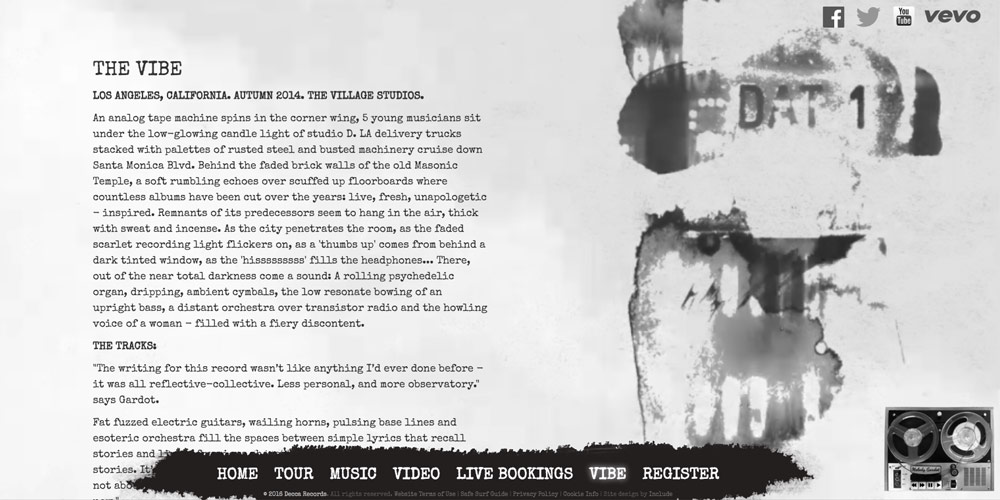 You
Tube
vevo
DAT 1
THE VIBE
LOS ANGELES, CALIFORNIA. AUTUMN 2014. THE VILLAGE STUDIOS.
An analog tape machine spins in the corner wing, 5 young musicians sit
under the low-glowing candle light of studio D. LA delivery trucks
stacked with palettes of rusted steel and busted machinery cruise down
Santa Monica Blvd. Behind the faded brick walls of the old Masonic
Temple, a soft rumbling echoes over scuffed up floorboards where
countless albums have been cut over the years: live, fresh, unapologetic
– inspired. Remnants of its predecessors seem to hang in the air, thick
with sweat and incense. As the city penetrates the room, as the faded
scarlet recording light flickers on, as a 'thumbs up' comes from behind a
dark tinted window, as the 'hisssssssss' fills the headphones... There,
out of the near total darkness come a sound: A rolling psychedelic
organ, dripping, ambient cymbals, the low resonate bowing of an
upright bass, a distant orchestra over transistor radio and the howling
voice of a woman – filled with a fiery discontent.
THE TRACKS:
"The writing for this record wasn't like anything I'd ever done before –
it was all reflective-collective. Less personal, and more observatory."
says Gardot.
Fat fuzzed electric guitars, wailing horns, pulsing base lines and
esoteric orchestra fill the spaces between simple lyrics that recall
stories and
stories. It's
not abo
HOME TOUR MUSIC VIDEO LIVE BOOKINGS VIBE REGISTER
© 2015 Decca Records. All rights reserved. Website Terms of Use | Safe Surf Guide | Privacy Policy | Cookie Info | Site design by Include